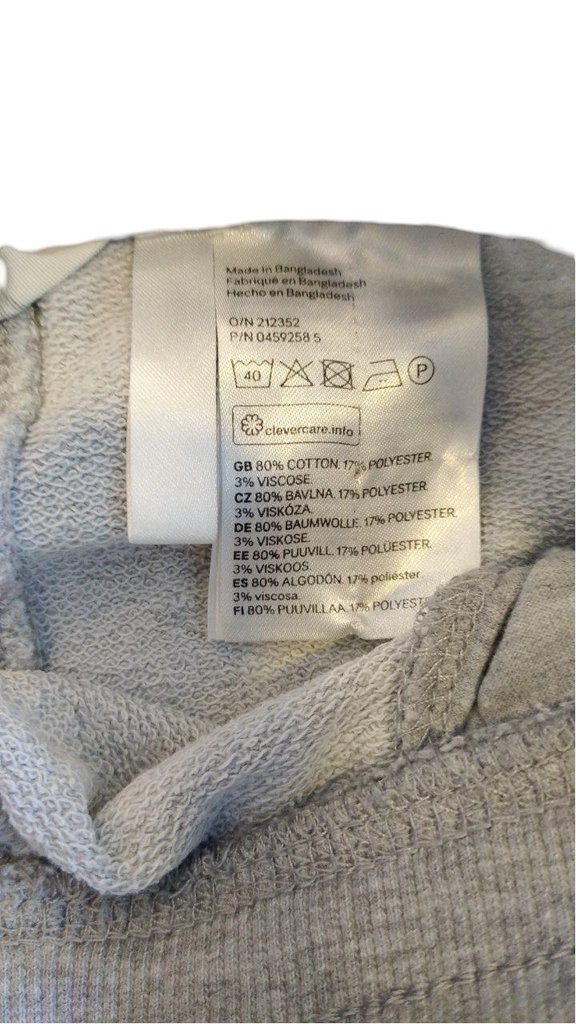 Made in Bangladesh
Fabriqué en Bangladesh
Hecho en Bangladesh
O/N 212352
P/N 0459258 5
40 P
clevercare.info
GB 80% COTTON. 17% POLYESTER.
3% VISCOSE.
CZ 80% BAVLNA. 17% POLYESTER.
3% VISKÓZA.
DE 80% BAUMWOLLE. 17% POLYESTER.
3% VISKOSE.
EE 80% PUUVILL. 17% POLÜESTER.
3% VISKOOS.
ES 80% ALGODÓN. 17% poliéster.
3% viscosa.
FI 80% PUUVILLAA. 17% POLYEST